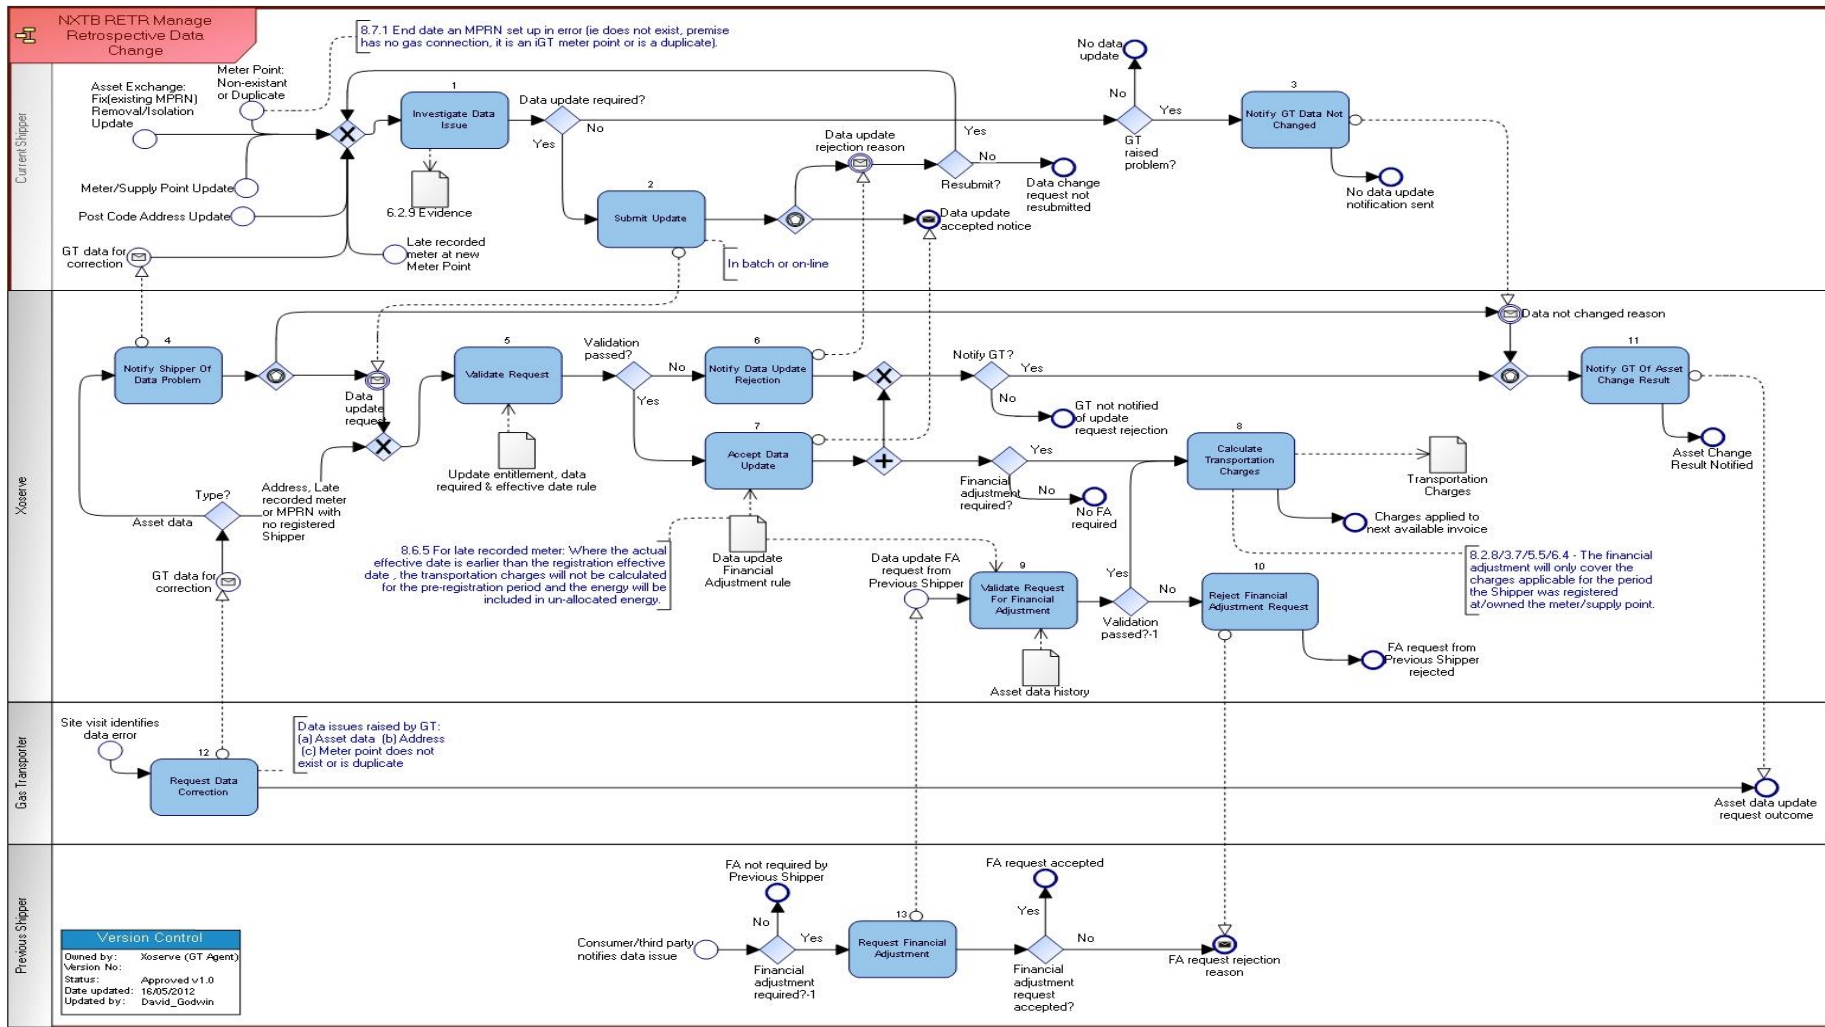 NXTB RETR Manage
Retrospective Data
Change
Current Shipper
8.7.1 End date an MPRN set up in error (ie does not exist, premise
has no gas connection, it is an iGT meter point or is a duplicate).
Asset Exchange:
Fix(existing MPRN)
Removal/Isolation
Update
Meter Point:
Non-existant
or Duplicate
Meter/Supply Point Update
Post Code Address Update
GT data for
correction
Late recorded
meter at new
Meter Point
1
Investigate Data
Issue
6.2.9 Evidence
Data update required?
No
Yes
2
Submit Update
In batch or on-line
Data update
rejection reason
Data update
accepted notice
Yes
No
Resubmit?
Data change
request not
resubmitted
No data
update
No
Yes
GT
raised
problem?
3
Notify GT Data Not
Changed
No data update
notification sent
Xoserve
4
Notify Shipper Of
Data Problem
Data
update
request
5
Validate Request
Update entitlement, data
required & effective date rule
Validation
passed?
No
Yes
6
Notify Data Update
Rejection
7
Accept Data
Update
Notify GT?
Yes
No
GT not notified
of update
request rejection
Data not changed reason
11
Notify GT Of Asset
Change Result
Asset Change
Result Notified
Financial
adjustment
required?
Yes
No
No FA
required
8
Calculate
Transportation
Charges
Transportation
Charges
Charges applied to
next available invoice
8.2.8/3.7/5.5/6.4 - The financial
adjustment will only cover the
charges applicable for the period
the Shipper was registered
at/owned the meter/supply point.
Type?
Asset data
Address, Late
recorded meter
or MPRN with
no registered
Shipper
GT data for
correction
8.6.5 For late recorded meter: Where the actual
effective date is earlier than the registration effective
date , the transportation charges will not be calculated
for the pre-registration period and the energy will be
included in un-allocated energy.
Data update
Financial
Adjustment rule
Data update FA
request from
Previous Shipper
9
Validate Request
For Financial
Adjustment
Asset data history
Yes
No
Validation
passed?-1
10
Reject Financial
Adjustment Request
FA request from
Previous Shipper
rejected
Gas Transporter
Site visit identifies
data error
12
Request Data
Correction
Data issues raised by GT:
(a) Asset data (b) Address
(c) Meter point does not
exist or is duplicate
Asset data update
request outcome
Previous Shipper
Version Control
Owned by: Xoserve (GT Agent)
Version No:
Status: Approved v1.0
Date updated: 16/05/2012
Updated by: David_Godwin
Consumer/third party
notifies data issue
FA not required by
Previous Shipper
No
Yes
Financial
adjustment
required?-1
13
Request Financial
Adjustment
FA request accepted
Yes
No
Financial
adjustment
request
accepted?
FA request rejection
reason